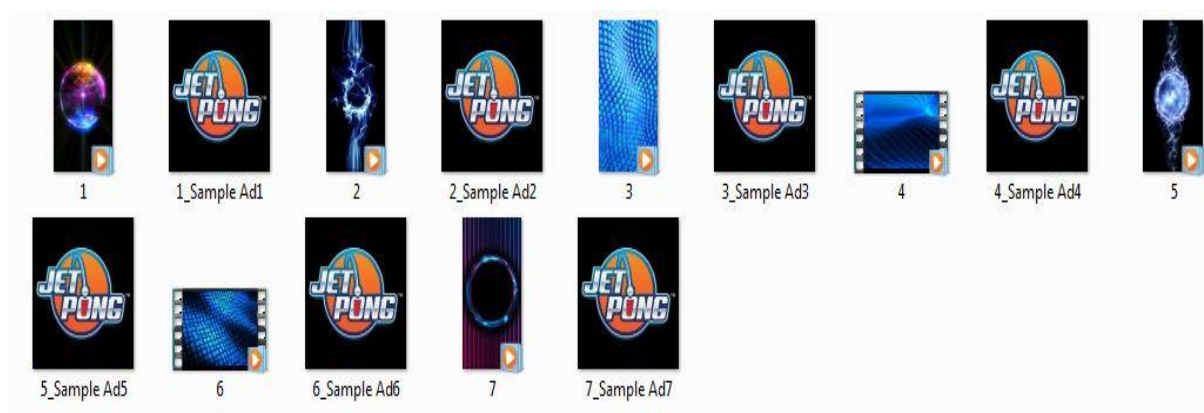 JET PONG JET PONG JET PONG JET PONG
1 1_Sample Ad1 2 2_Sample Ad2 3 3_Sample Ad3 4 4_Sample Ad4 5
JET PONG JET PONG JET PONG
5_Sample Ad5 6 6_Sample Ad6 7 7_Sample Ad7